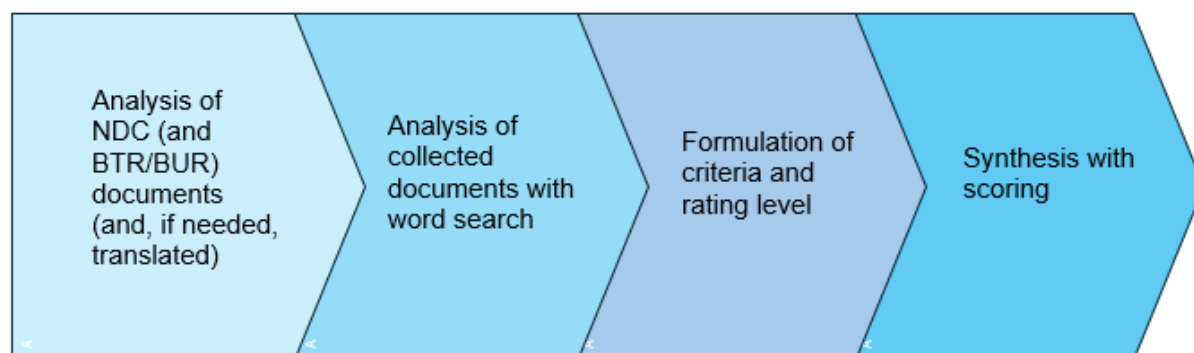 Analysis of
NDC (and
BTR/BUR)
documents
(and, if needed,
translated)
Analysis of
collected
documents with
word search
Formulation of
criteria and
rating level
Synthesis with
scoring
A
A
A
A